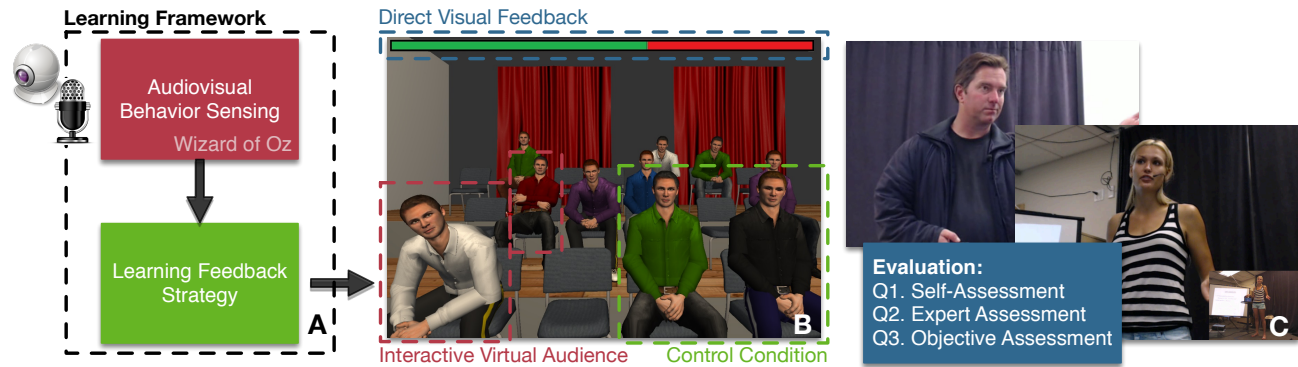 Learning Framework
Audiovisual
Behavior Sensing
Wizard of Oz
Learning Feedback
Strategy
A
Direct Visual Feedback
B
Interactive Virtual Audience
Control Condition
Evaluation:
Q1. Self-Assessment
Q2. Expert Assessment
Q3. Objective Assessment
C